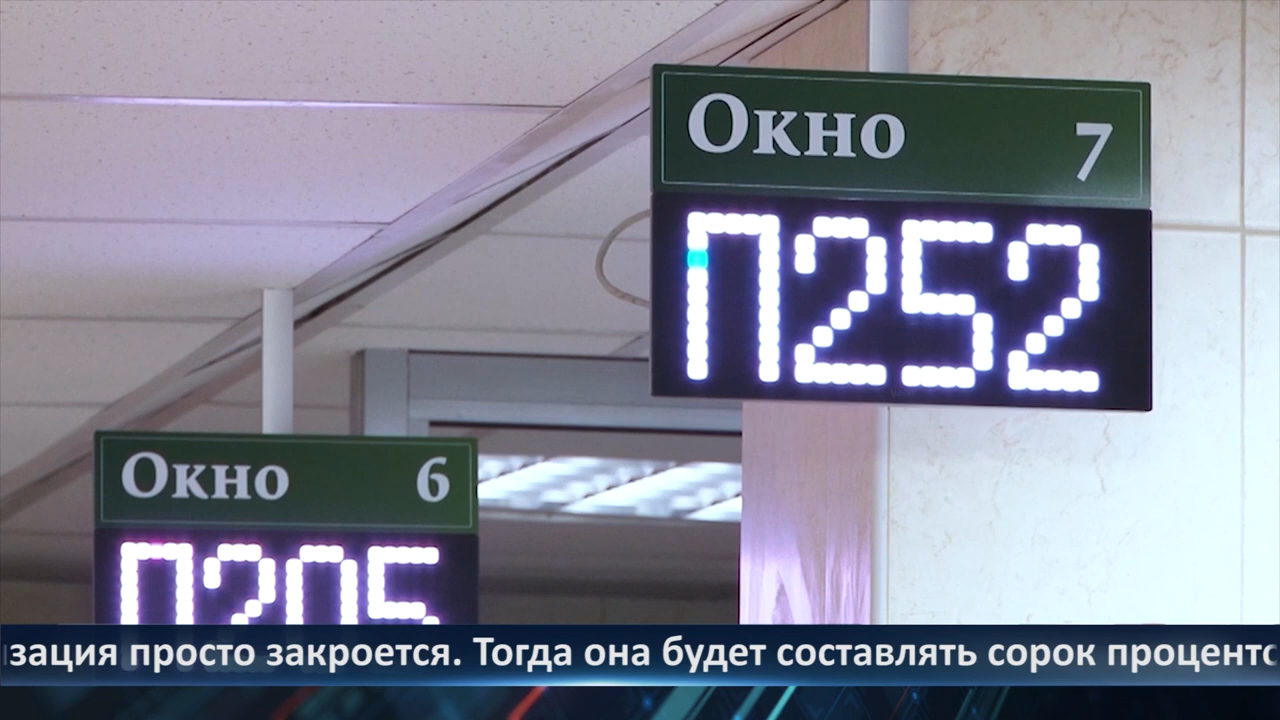 Окно 7
П252
Окно 6
П205
зация просто закроется. Тогда она будет составлять сорок процент